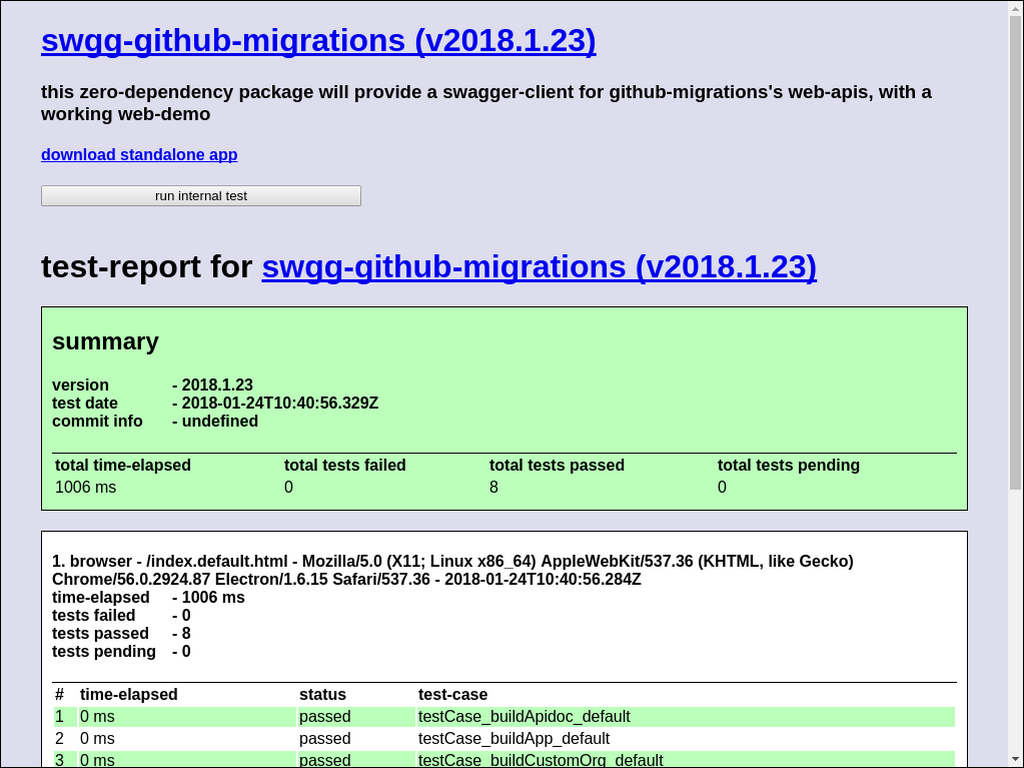 swgg-github-migrations (v2018.1.23)
this zero-dependency package will provide a swagger-client for github-migrations's web-apis, with a
working web-demo
download standalone app
run internal test
test-report for swgg-github-migrations (v2018.1.23)
summary
version - 2018.1.23
test date - 2018-01-24T10:40:56.329Z
commit info - undefined
total time-elapsed total tests failed total tests passed total tests pending
1006 ms 0 8 0
1. browser - /index.default.html - Mozilla/5.0 (X11; Linux x86_64) AppleWebKit/537.36 (KHTML, like Gecko)
Chrome/56.0.2924.87 Electron/1.6.15 Safari/537.36 - 2018-01-24T10:40:56.284Z
time-elapsed - 1006 ms
tests failed - 0
tests passed - 8
tests pending - 0
# time-elapsed status test-case
1 0 ms passed testCase_buildApidoc_default
2 0 ms passed testCase_buildApp_default
3 0 ms passed testCase_buildCustomOrg_default